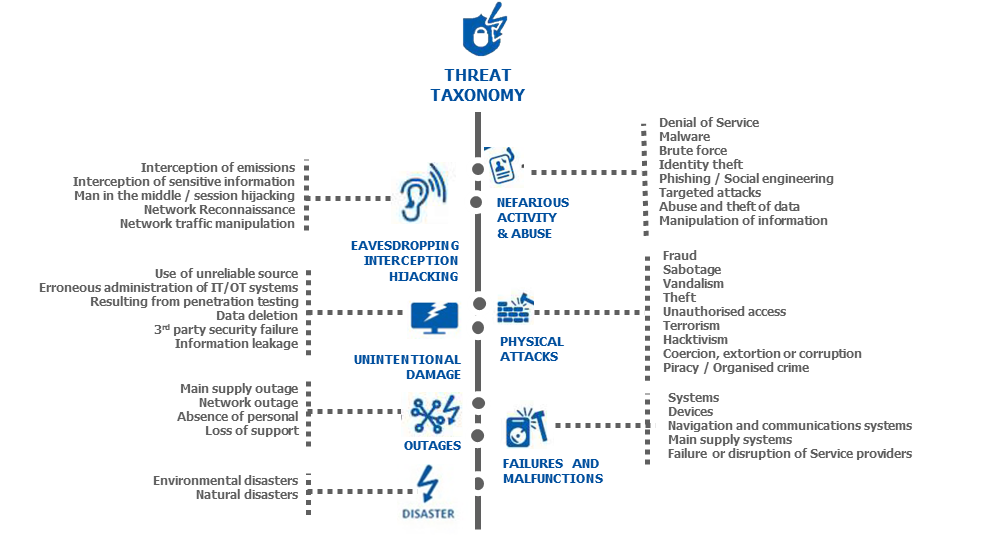 THREAT
TAXONOMY
Interception of emissions
Interception of sensitive information
Man in the middle / session hijacking
Network Reconnaissance
Network traffic manipulation
EAVESDROPPING
INTERCEPTION
HIJACKING
Denial of Service
Malware
Brute force
Identity theft
Phishing / Social engineering
Targeted attacks
Abuse and theft of data
Manipulation of information
NEFARIOUS
ACTIVITY
& ABUSE
Use of unreliable source
Erroneous administration of IT/OT systems
Resulting from penetration testing
Data deletion
3rd party security failure
Information leakage
UNINTENTIONAL
DAMAGE
Fraud
Sabotage
Vandalism
Theft
Unauthorised access
Terrorism
Hacktivism
Coercion, extortion or corruption
Piracy / Organised crime
PHYSICAL
ATTACKS
Main supply outage
Network outage
Absence of personal
Loss of support
OUTAGES
Systems
Devices
Navigation and communications systems
Main supply systems
Failure or disruption of Service providers
FAILURES AND
MALFUNCTIONS
Environmental disasters
Natural disasters
DISASTER